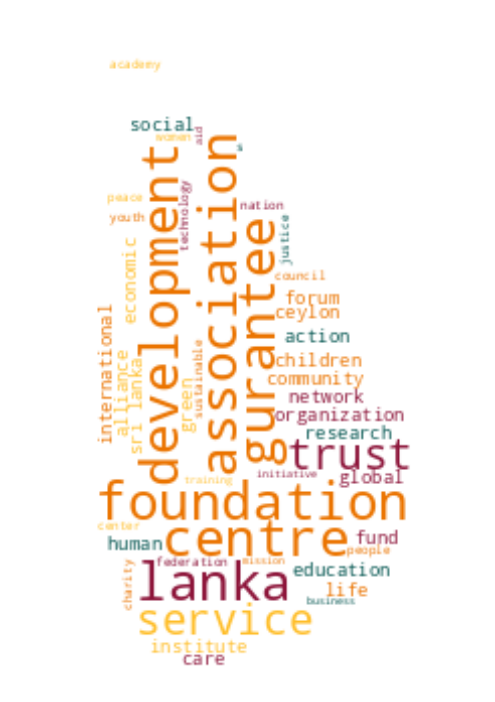 academy
social
women
aid
s
development
association
technology
peace
nation
youth
gurantee
justice
economic
council
forum
international
ceylon
action
sustainable
alliance
sri lanka
children
green
community
network
organization
research
trust
initiative
global
training
foundation
center
centre
fund
human
people
federation
mission
charity
lanka
education
life
business
service
institute
care